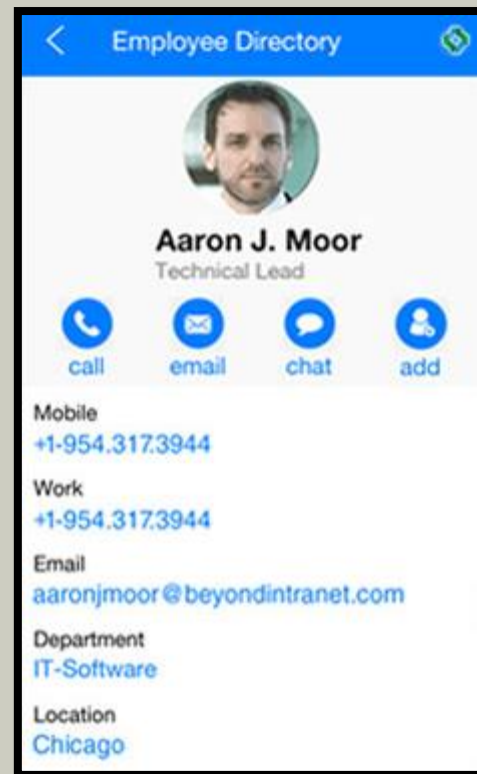 Employee Directory
Aaron J. Moor
Technical Lead
call email chat add
Mobile
+1-954.317.3944
Work
+1-954.317.3944
Email
aaronjmoor@beyondintranet.com
Department
IT-Software
Location
Chicago